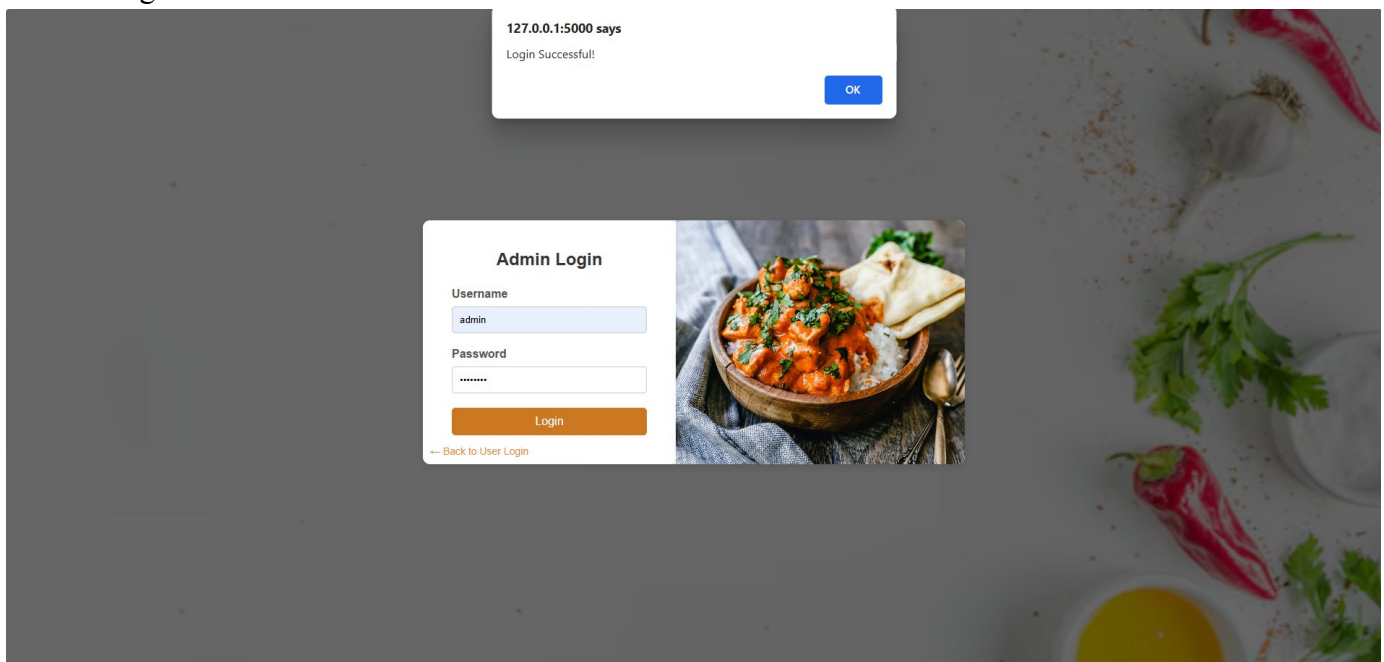 127.0.0.1:5000 says
Login Successful!
OK
Admin Login
Username
admin
Password
••••••••
Login
← Back to User Login